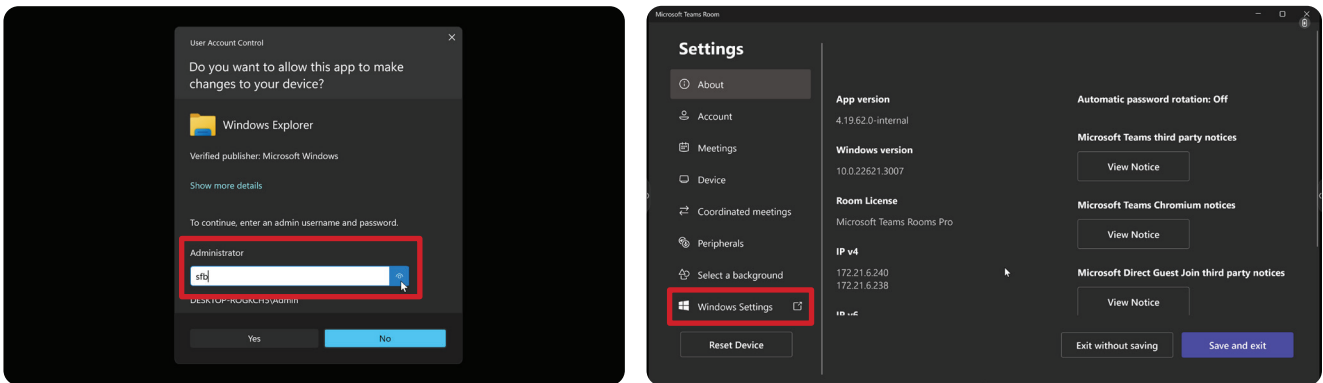 User Account Control
Do you want to allow this app to make
changes to your device?
Windows Explorer
Verified publisher: Microsoft Windows
Show more details
To continue, enter an admin username and password.
Administrator
sfb
DESKTOP-ROGKCH5\Admin
Yes
No
Microsoft Teams Room
Settings
About
Account
Meetings
Device
Coordinated meetings
Peripherals
Select a background
Windows Settings
Reset Device
App version
4.19.62.0-internal
Windows version
10.0.22621.3007
Room License
Microsoft Teams Rooms Pro
IP v4
172.21.6.240
172.21.6.238
IP v6
Automatic password rotation: Off
Microsoft Teams third party notices
View Notice
Microsoft Teams Chromium notices
View Notice
Microsoft Direct Guest Join third party notices
View Notice
Exit without saving
Save and exit